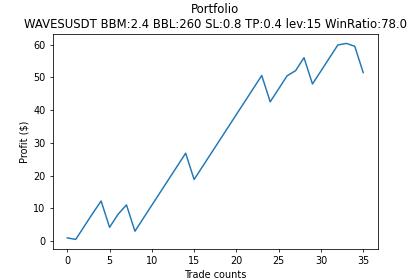 Portfolio
WAVESUSDT BBM:2.4 BBL:260 SL:0.8 TP:0.4 lev:15 WinRatio:78.0
Profit ($)
60
50
40
30
20
10
0
0 5 10 15 20 25 30 35
Trade counts